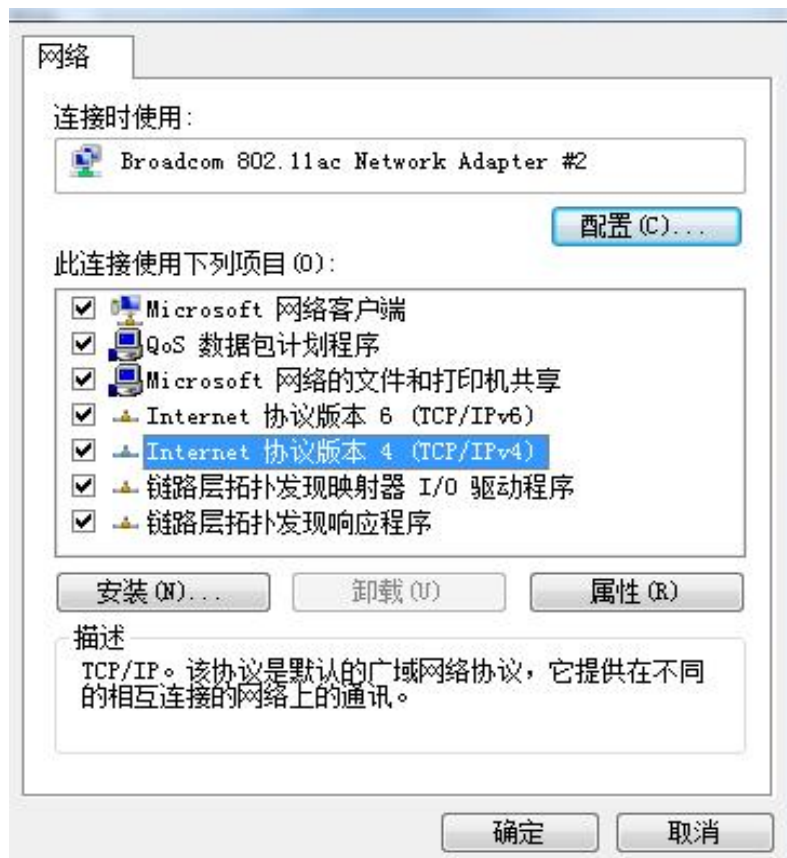 网络
连接时使用:
Broadcom 802.11ac Network Adapter #2
配置(C)...
此连接使用下列项目(O):
Microsoft 网络客户端
QoS 数据包计划程序
Microsoft 网络的文件和打印机共享
Internet 协议版本 6 (TCP/IPv6)
Internet 协议版本 4 (TCP/IPv4)
链路层拓扑发现映射器 I/O 驱动程序
链路层拓扑发现响应程序
安装(N)... 卸载(U) 属性(R)
描述
TCP/IP。该协议是默认的广域网络协议，它提供在不同
的相互连接的网络上的通讯。
确定 取消